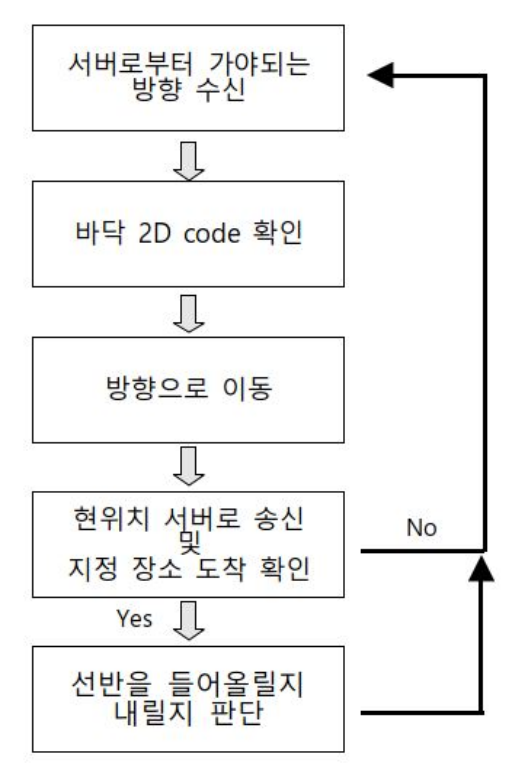 서버로부터 가야되는
방향 수신
바닥 2D code 확인
방향으로 이동
현위치 서버로 송신
및
지정 장소 도착 확인
No
Yes
선반을 들어올릴지
내릴지 판단